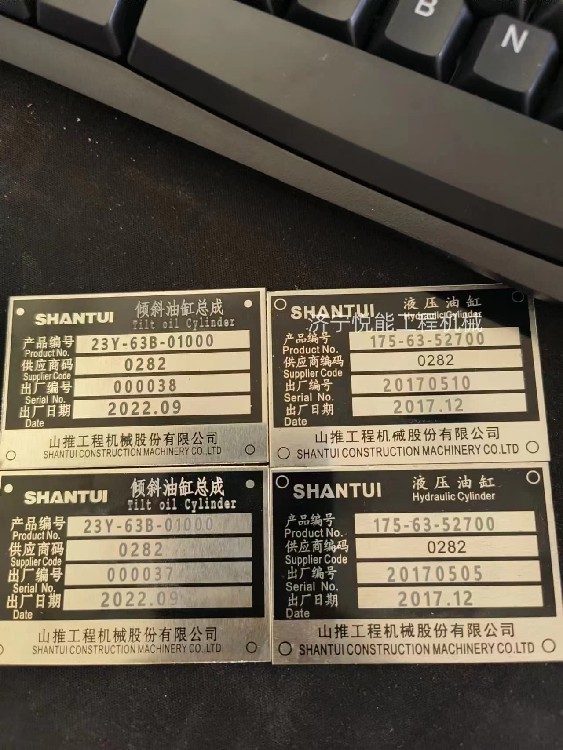 B
N
SHANTUI
倾斜油缸总成
Tilt oil Cylinder
产品编号 23Y-63B-01000
Product No.
供应商码 0282
Supplier Code
出厂编号 000038
Serial No.
出厂日期 2022.09
Date
山推工程机械股份有限公司
SHANTUI CONSTRUCTION MACHINERY CO.LTD
SHANTUI
液压油缸
Hydraulic Cylinder
济宁悦能工程机械
产品编号 175-63-52700
Product No.
供应商编码 0282
Supplier Code
出厂编号 20170510
Serial No.
出厂日期 2017.12
Date
山推工程机械股份有限公司
SHANTUI CONSTRUCTION MACHINERY CO.LTD
SHANTUI
倾斜油缸总成
Tilt oil Cylinder
产品编号 23Y-63B-01000
Product No.
供应商码 0282
Supplier Code
出厂编号 000037
Serial No.
出厂日期 2022.09
Date
山推工程机械股份有限公司
SHANTUI CONSTRUCTION MACHINERY CO.LTD
SHANTUI
液压油缸
Hydraulic Cylinder
产品编号 175-63-52700
Product No.
供应商编码 0282
Supplier Code
出厂编号 20170505
Serial No.
出厂日期 2017.12
Date
山推工程机械股份有限公司
SHANTUI CONSTRUCTION MACHINERY CO.LTD